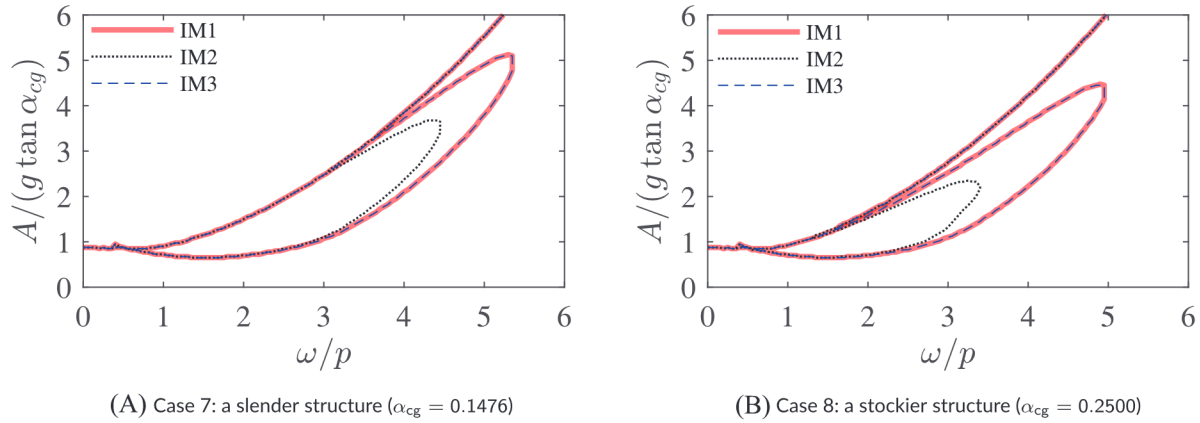 6
5
4
3
2
1
0
A/(g tan α_cg)
IM1
IM2
IM3
0 1 2 3 4 5 6
ω/p
(A) Case 7: a slender structure (α_cg = 0.1476)
6
5
4
3
2
1
0
A/(g tan α_cg)
IM1
IM2
IM3
0 1 2 3 4 5 6
ω/p
(B) Case 8: a stockier structure (α_cg = 0.2500)